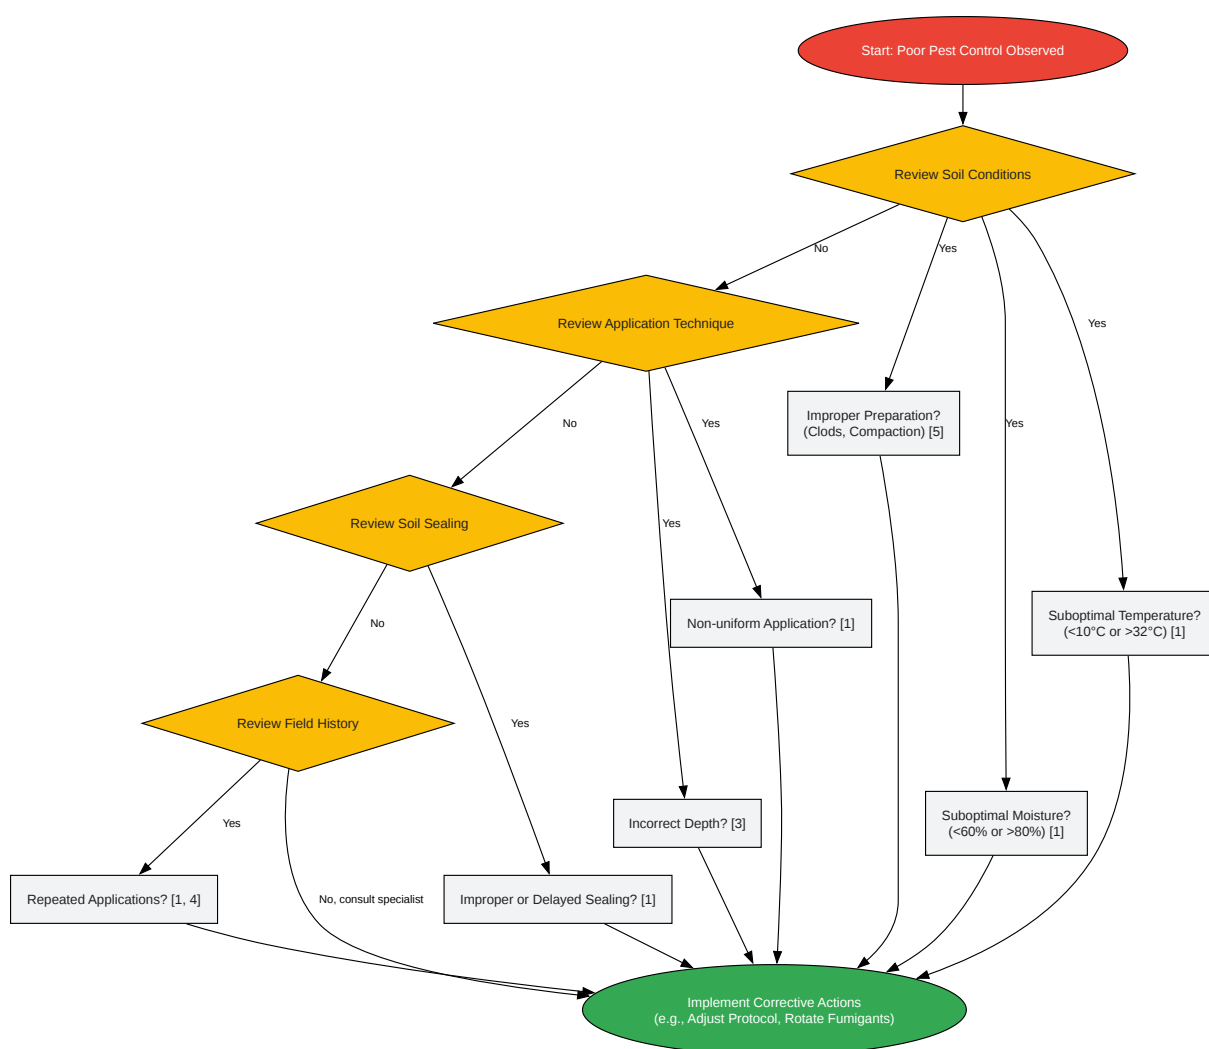 Start: Poor Pest Control Observed
Review Soil Conditions
No
Yes
Review Application Technique
Yes
Improper Preparation?
(Clods, Compaction) [5]
No
Yes
Yes
Review Soil Sealing
Yes
Non-uniform Application? [1]
Suboptimal Temperature?
(<10°C or >32°C) [1]
No
Review Field History
Yes
Incorrect Depth? [3]
Suboptimal Moisture?
(<60% or >80%) [1]
Yes
Repeated Applications? [1, 4]
No, consult specialist
Improper or Delayed Sealing? [1]
Implement Corrective Actions
(e.g., Adjust Protocol, Rotate Fumigants)